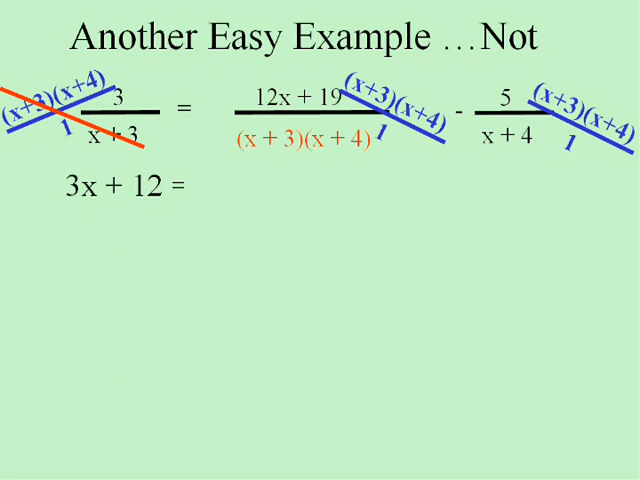 Another Easy Example …Not
(x+3)(x+4) 3 = 12x + 19 (x+3)(x+4) - 5 (x+3)(x+4)
1 x + 3 (x + 3)(x + 4) 1 x + 4 1
3x + 12 =